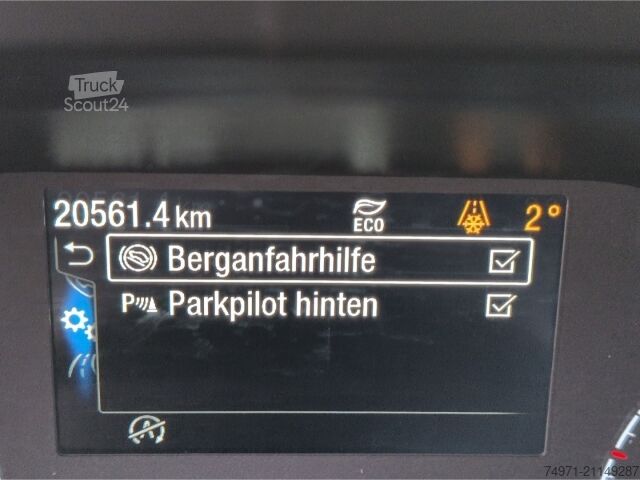 Truck
Scout24
20561.4 km
ECO
2°
Berganfahrhilfe
P Parkpilot hinten
A
74971-21149287